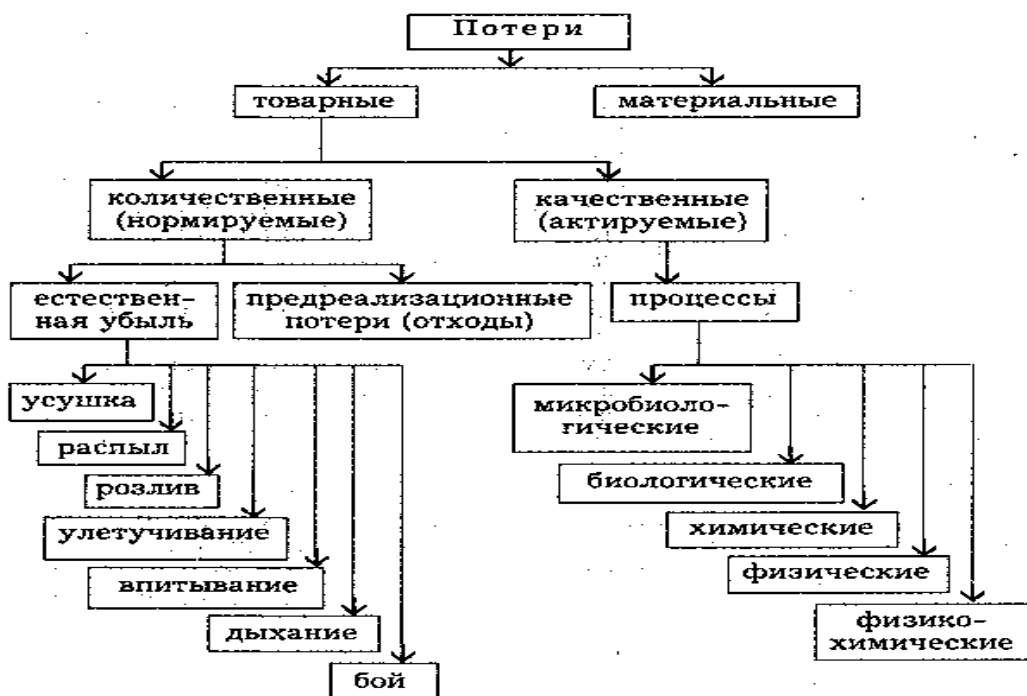 Потери
товарные
материальные
количественные
(нормируемые)
качественные
(актируемые)
естествен-
ная убыль
предреализационные
потери (отходы)
процессы
усушка
распыл
розлив
улетучивание
впитывание
дыхание
бой
микробиоло-
гические
биологические
химические
физические
физико-
химические